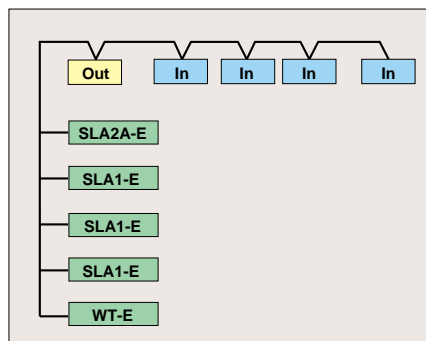 Out In In In In
SLA2A-E
SLA1-E
SLA1-E
SLA1-E
WT-E